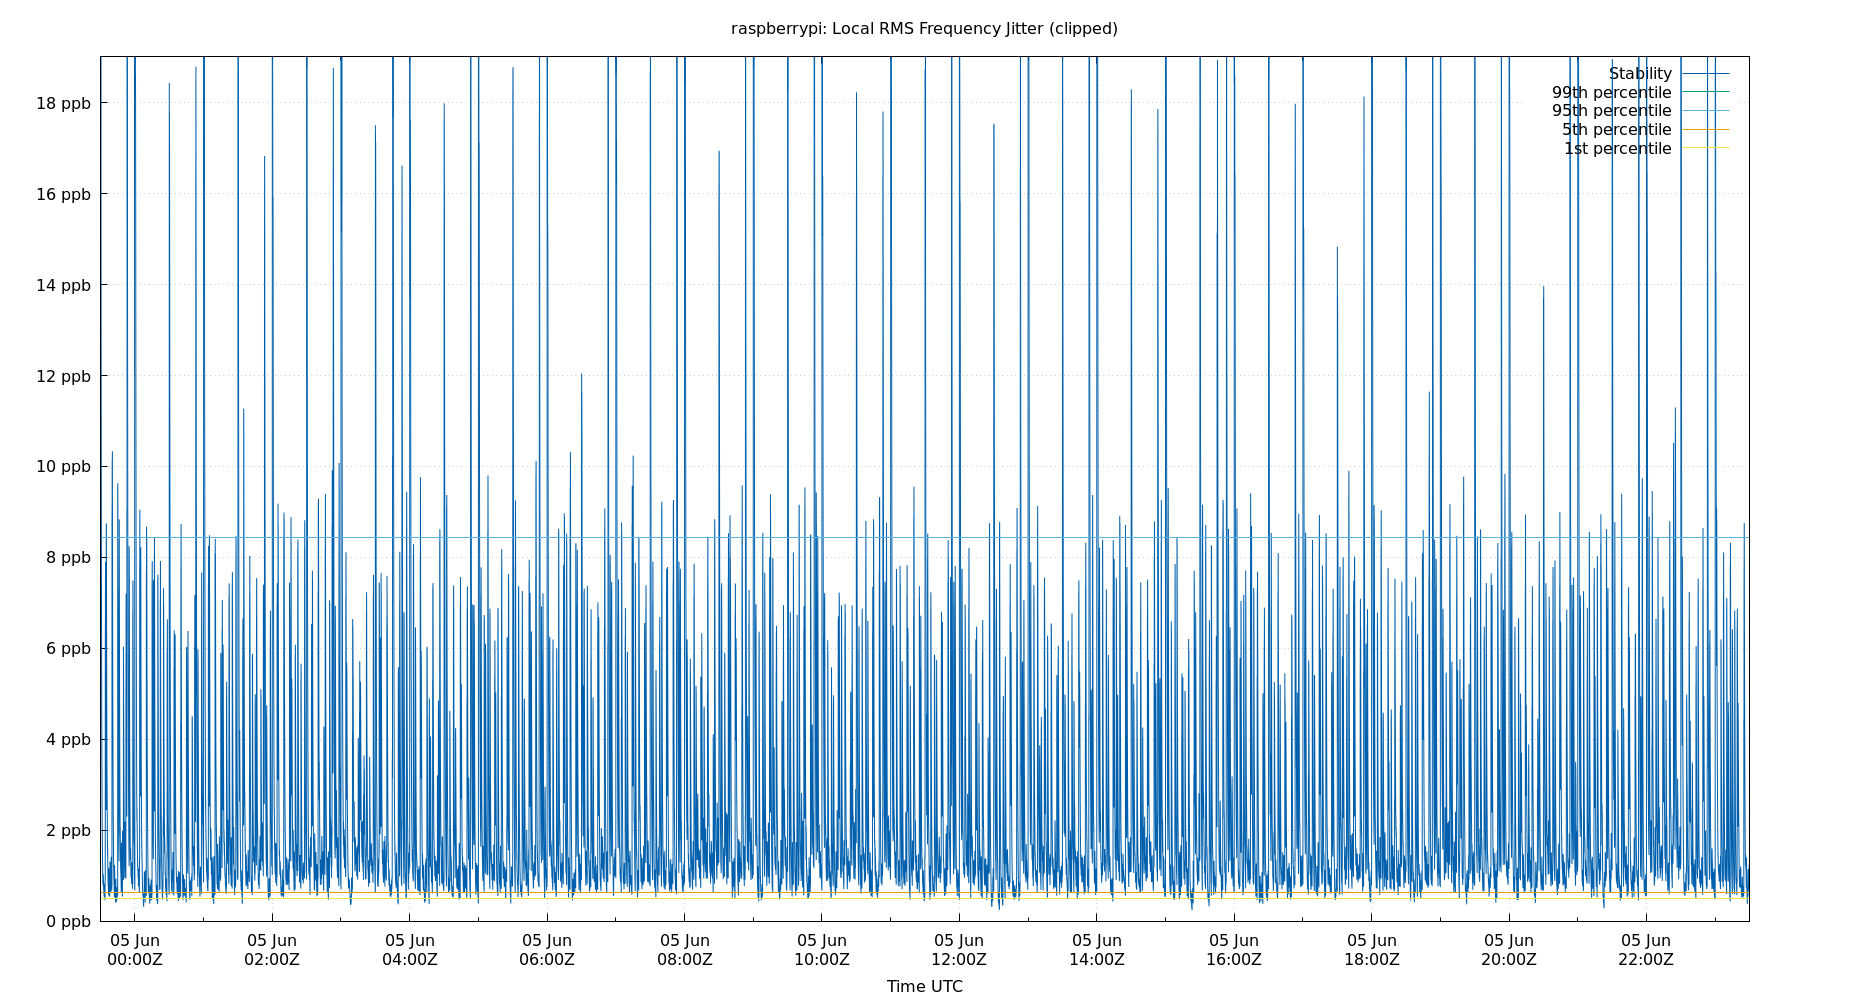 raspberrypi: Local RMS Frequency Jitter (clipped)
Stability
99th percentile
95th percentile
5th percentile
1st percentile
18 ppb
16 ppb
14 ppb
12 ppb
10 ppb
8 ppb
6 ppb
4 ppb
2 ppb
0 ppb
05 Jun 05 Jun 05 Jun 05 Jun 05 Jun 05 Jun 05 Jun 05 Jun 05 Jun 05 Jun 05 Jun 05 Jun
00:00Z 02:00Z 04:00Z 06:00Z 08:00Z 10:00Z 12:00Z 14:00Z 16:00Z 18:00Z 20:00Z 22:00Z
Time UTC